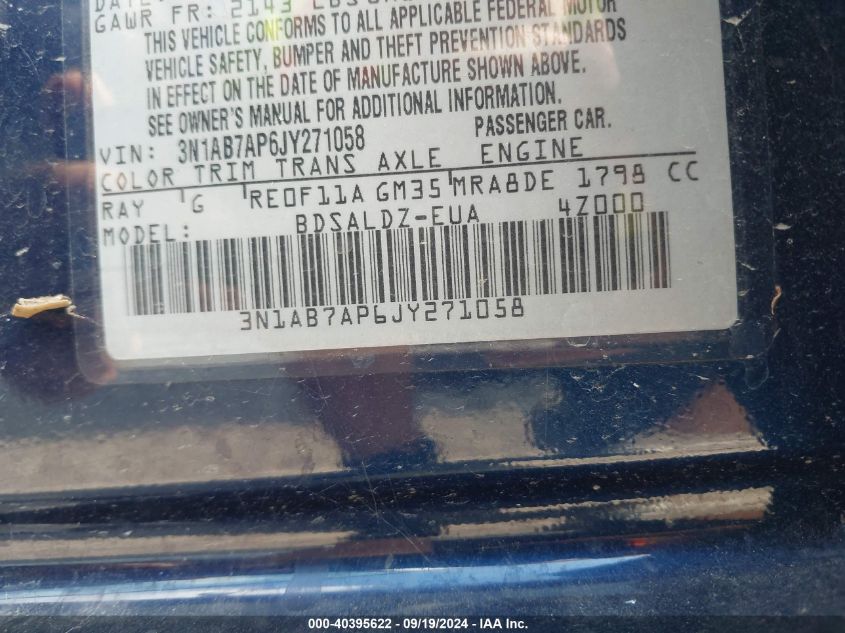 GAWR FR: 2143 LBS
THIS VEHICLE CONFORMS TO ALL APPLICABLE FEDERAL MOTOR
VEHICLE SAFETY, BUMPER AND THEFT PREVENTION STANDARDS
IN EFFECT ON THE DATE OF MANUFACTURE SHOWN ABOVE.
SEE OWNER'S MANUAL FOR ADDITIONAL INFORMATION.
VIN: 3N1AB7AP6JY271058 PASSENGER CAR.
COLOR TRIM TRANS AXLE ENGINE
RAY G RE0F11A GM35 MRA8DE 1798 CC
MODEL: BDSALDZ-EUA 4Z000
3N1AB7AP6JY271058
000-40395622 - 09/19/2024 - IAA Inc.